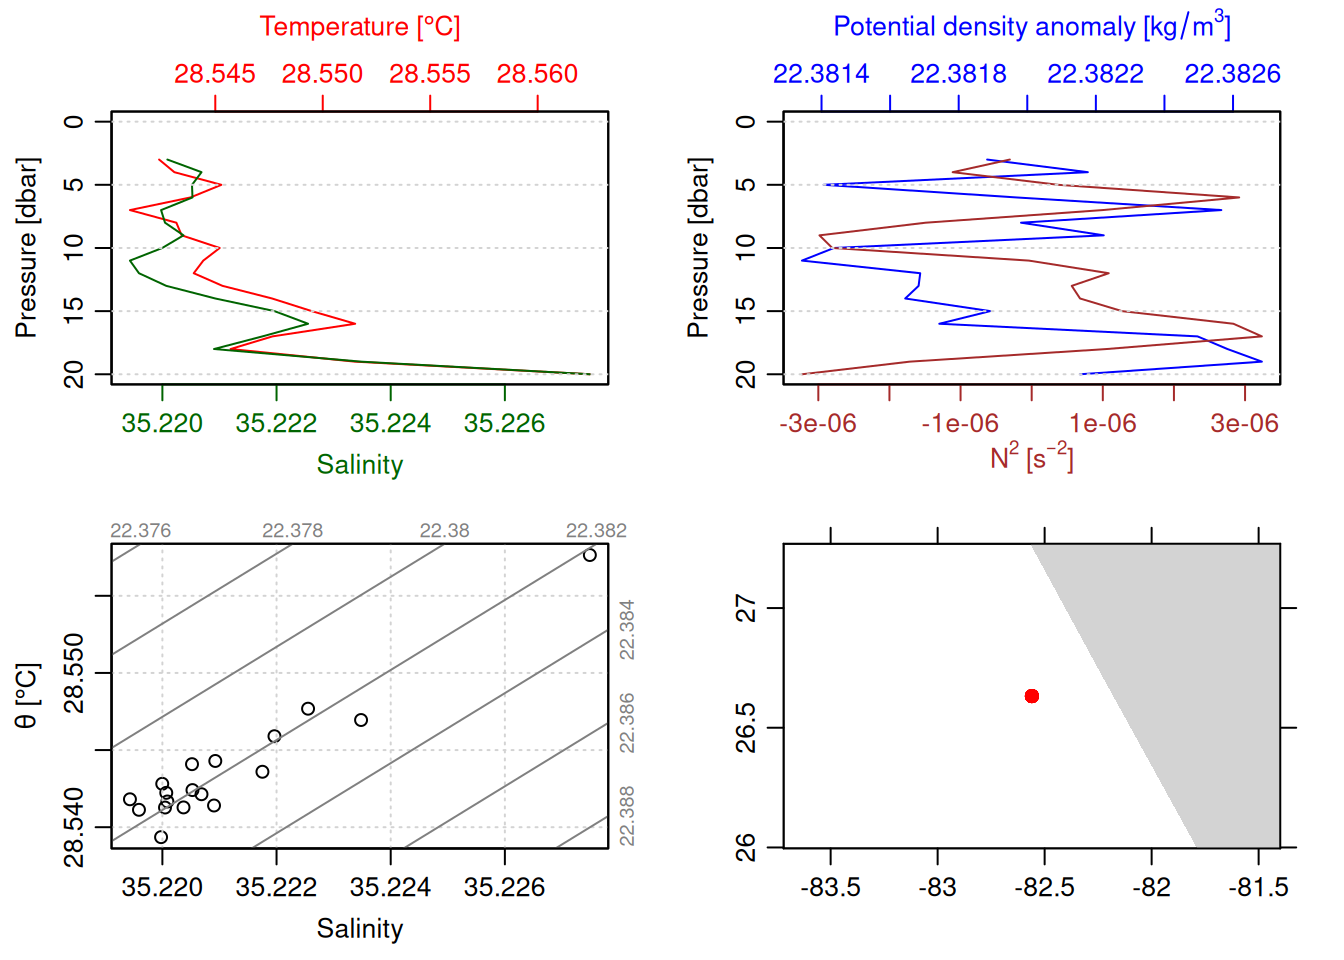 Temperature [°C]
28.545 28.550 28.555 28.560
Pressure [dbar]
0 5 10 15 20
35.220 35.222 35.224 35.226
Salinity
Potential density anomaly [kg/m³]
22.3814 22.3818 22.3822 22.3826
Pressure [dbar]
0 5 10 15 20
-3e-06 -1e-06 1e-06 3e-06
N² [s⁻²]
22.376 22.378 22.38 22.382
22.384
22.386
22.388
θ [°C]
28.550
28.540
35.220 35.222 35.224 35.226
Salinity
27
26.5
26
-83.5 -83 -82.5 -82 -81.5